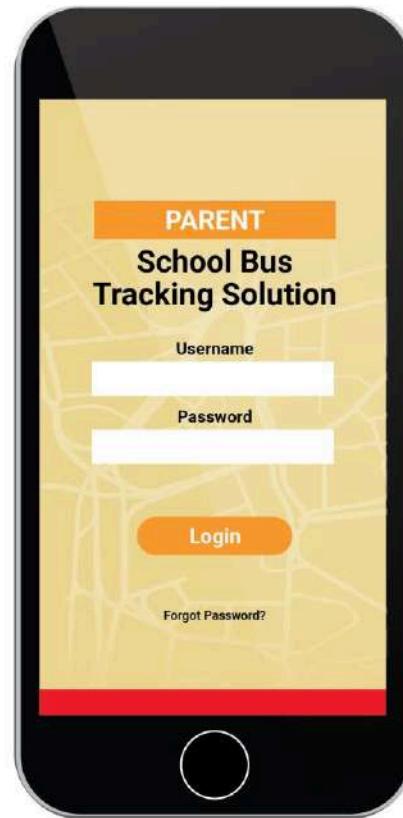 PARENT
School Bus
Tracking Solution
Username
Password
Login
Forgot Password?